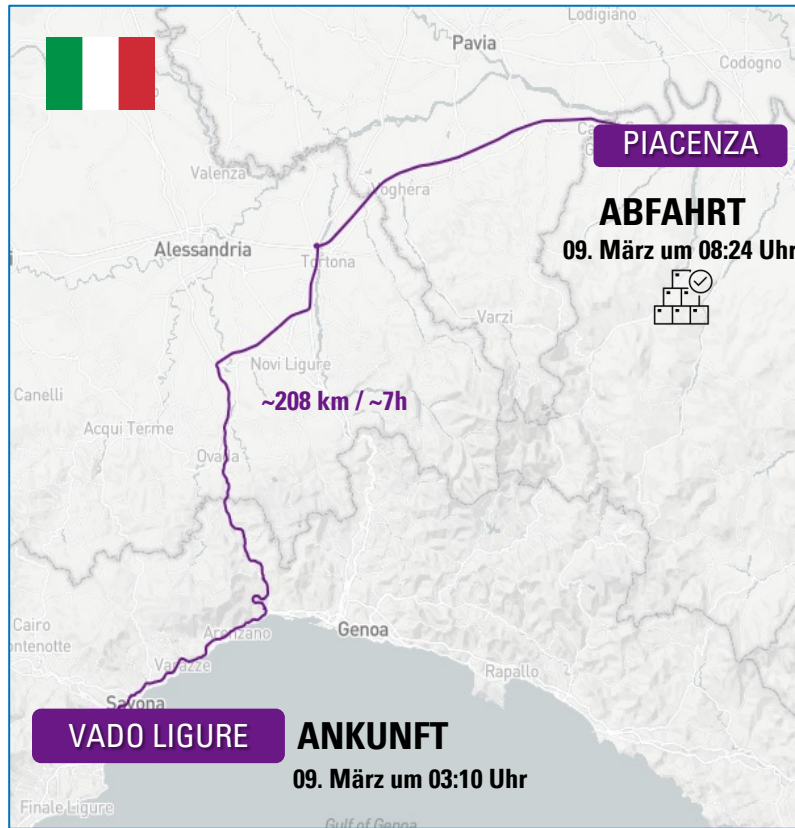 Lodigiano
Pavia
Codogno
PIACENZA
Valenza
Voghera
ABFAHRT
09. März um 08:24 Uhr
Alessandria
Tortona
Varzi
Novi Ligure
Canelli
~208 km / ~7h
Acqui Terme
Ovada
Cairo
Arenzano
Genoa
Varazze
Rapallo
Savona
VADO LIGURE
ANKUNFT
09. März um 03:10 Uhr
Finale Ligure
Gulf of Genoa